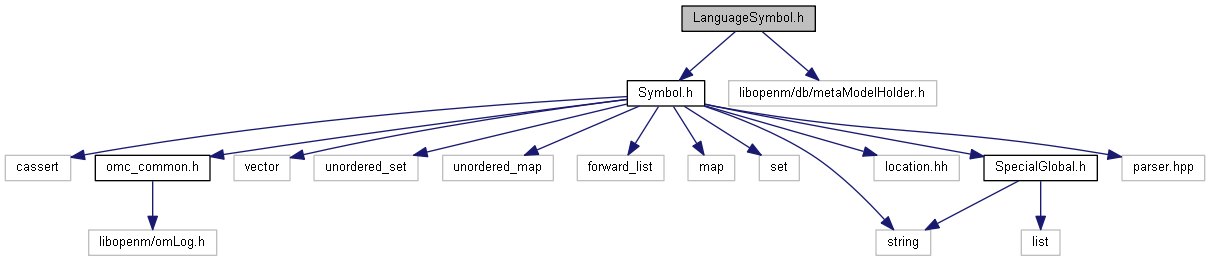 LanguageSymbol.h
Symbol.h
libopenm/db/metaModelHolder.h
cassert
omc_common.h
vector
unordered_set
unordered_map
forward_list
map
set
location.hh
SpecialGlobal.h
parser.hpp
libopenm/omLog.h
string
list